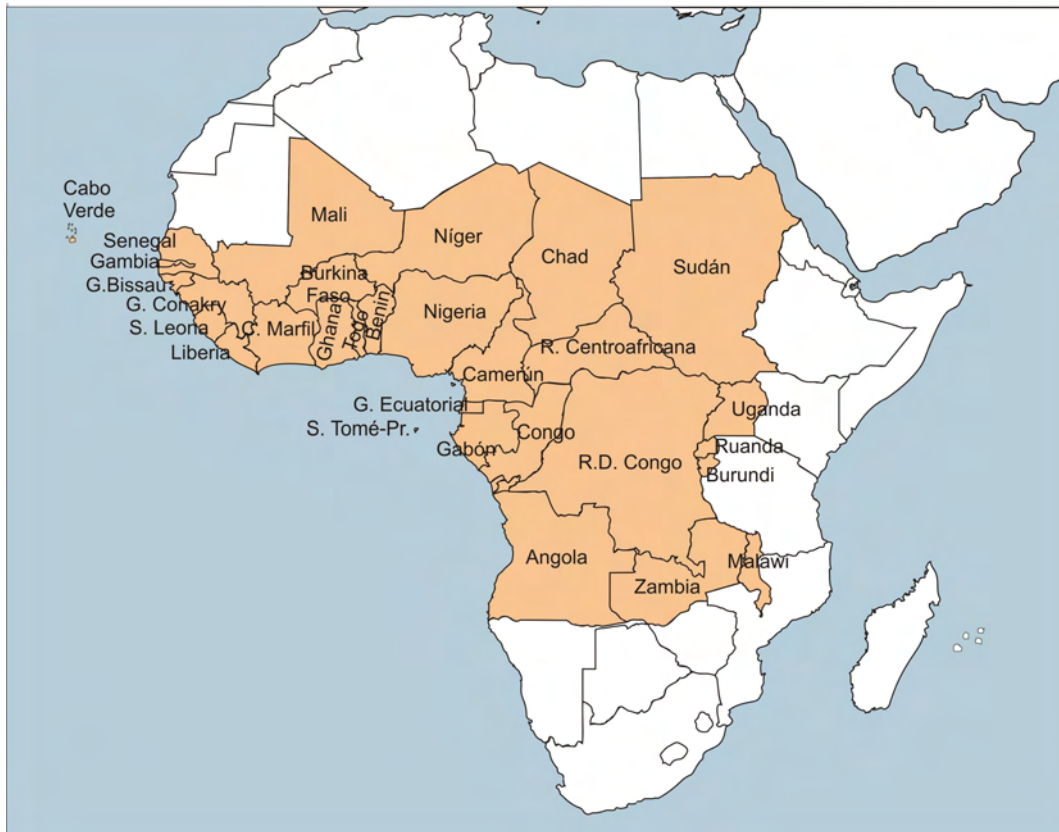 Cabo
Verde
Mali
Níger
Chad
Sudán
Senegal
Gambia
G.Bissau
G. Conakry
S. Leona
Liberia
C. Marfil
Burkina
Faso
Ghana
Togo
Benin
Nigeria
R. Centroafricana
Camerún
G. Ecuatorial
S. Tomé-Pr.
Gabón
Congo
R.D. Congo
Uganda
Ruanda
Burundi
Angola
Zambia
Malawi